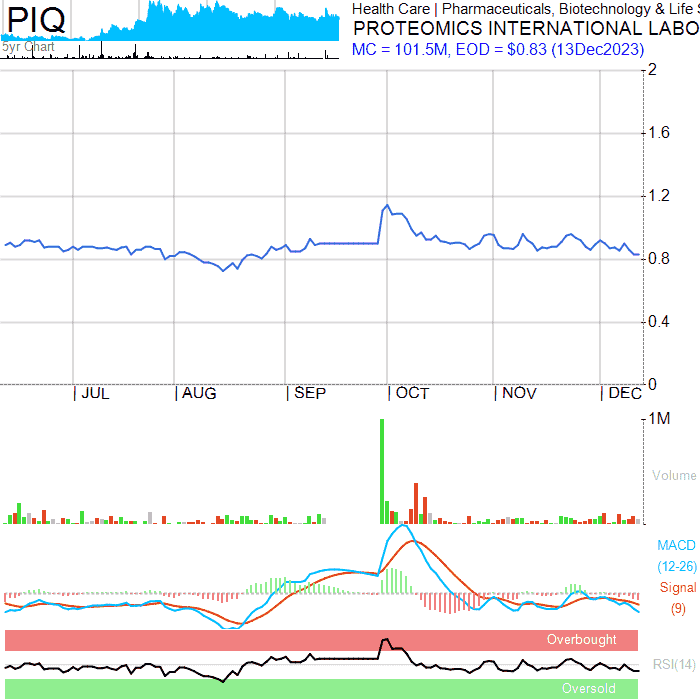 PIQ
5yr Chart
Health Care | Pharmaceuticals, Biotechnology & Life S
PROTEOMICS INTERNATIONAL LABO
MC = 101.5M, EOD = $0.83 (13Dec2023)
2
1.6
1.2
0.8
0.4
0
| JUL | AUG | SEP | OCT | NOV | DEC
1M
Volume
MACD
(12-26)
Signal
(9)
Overbought
RSI(14)
Oversold